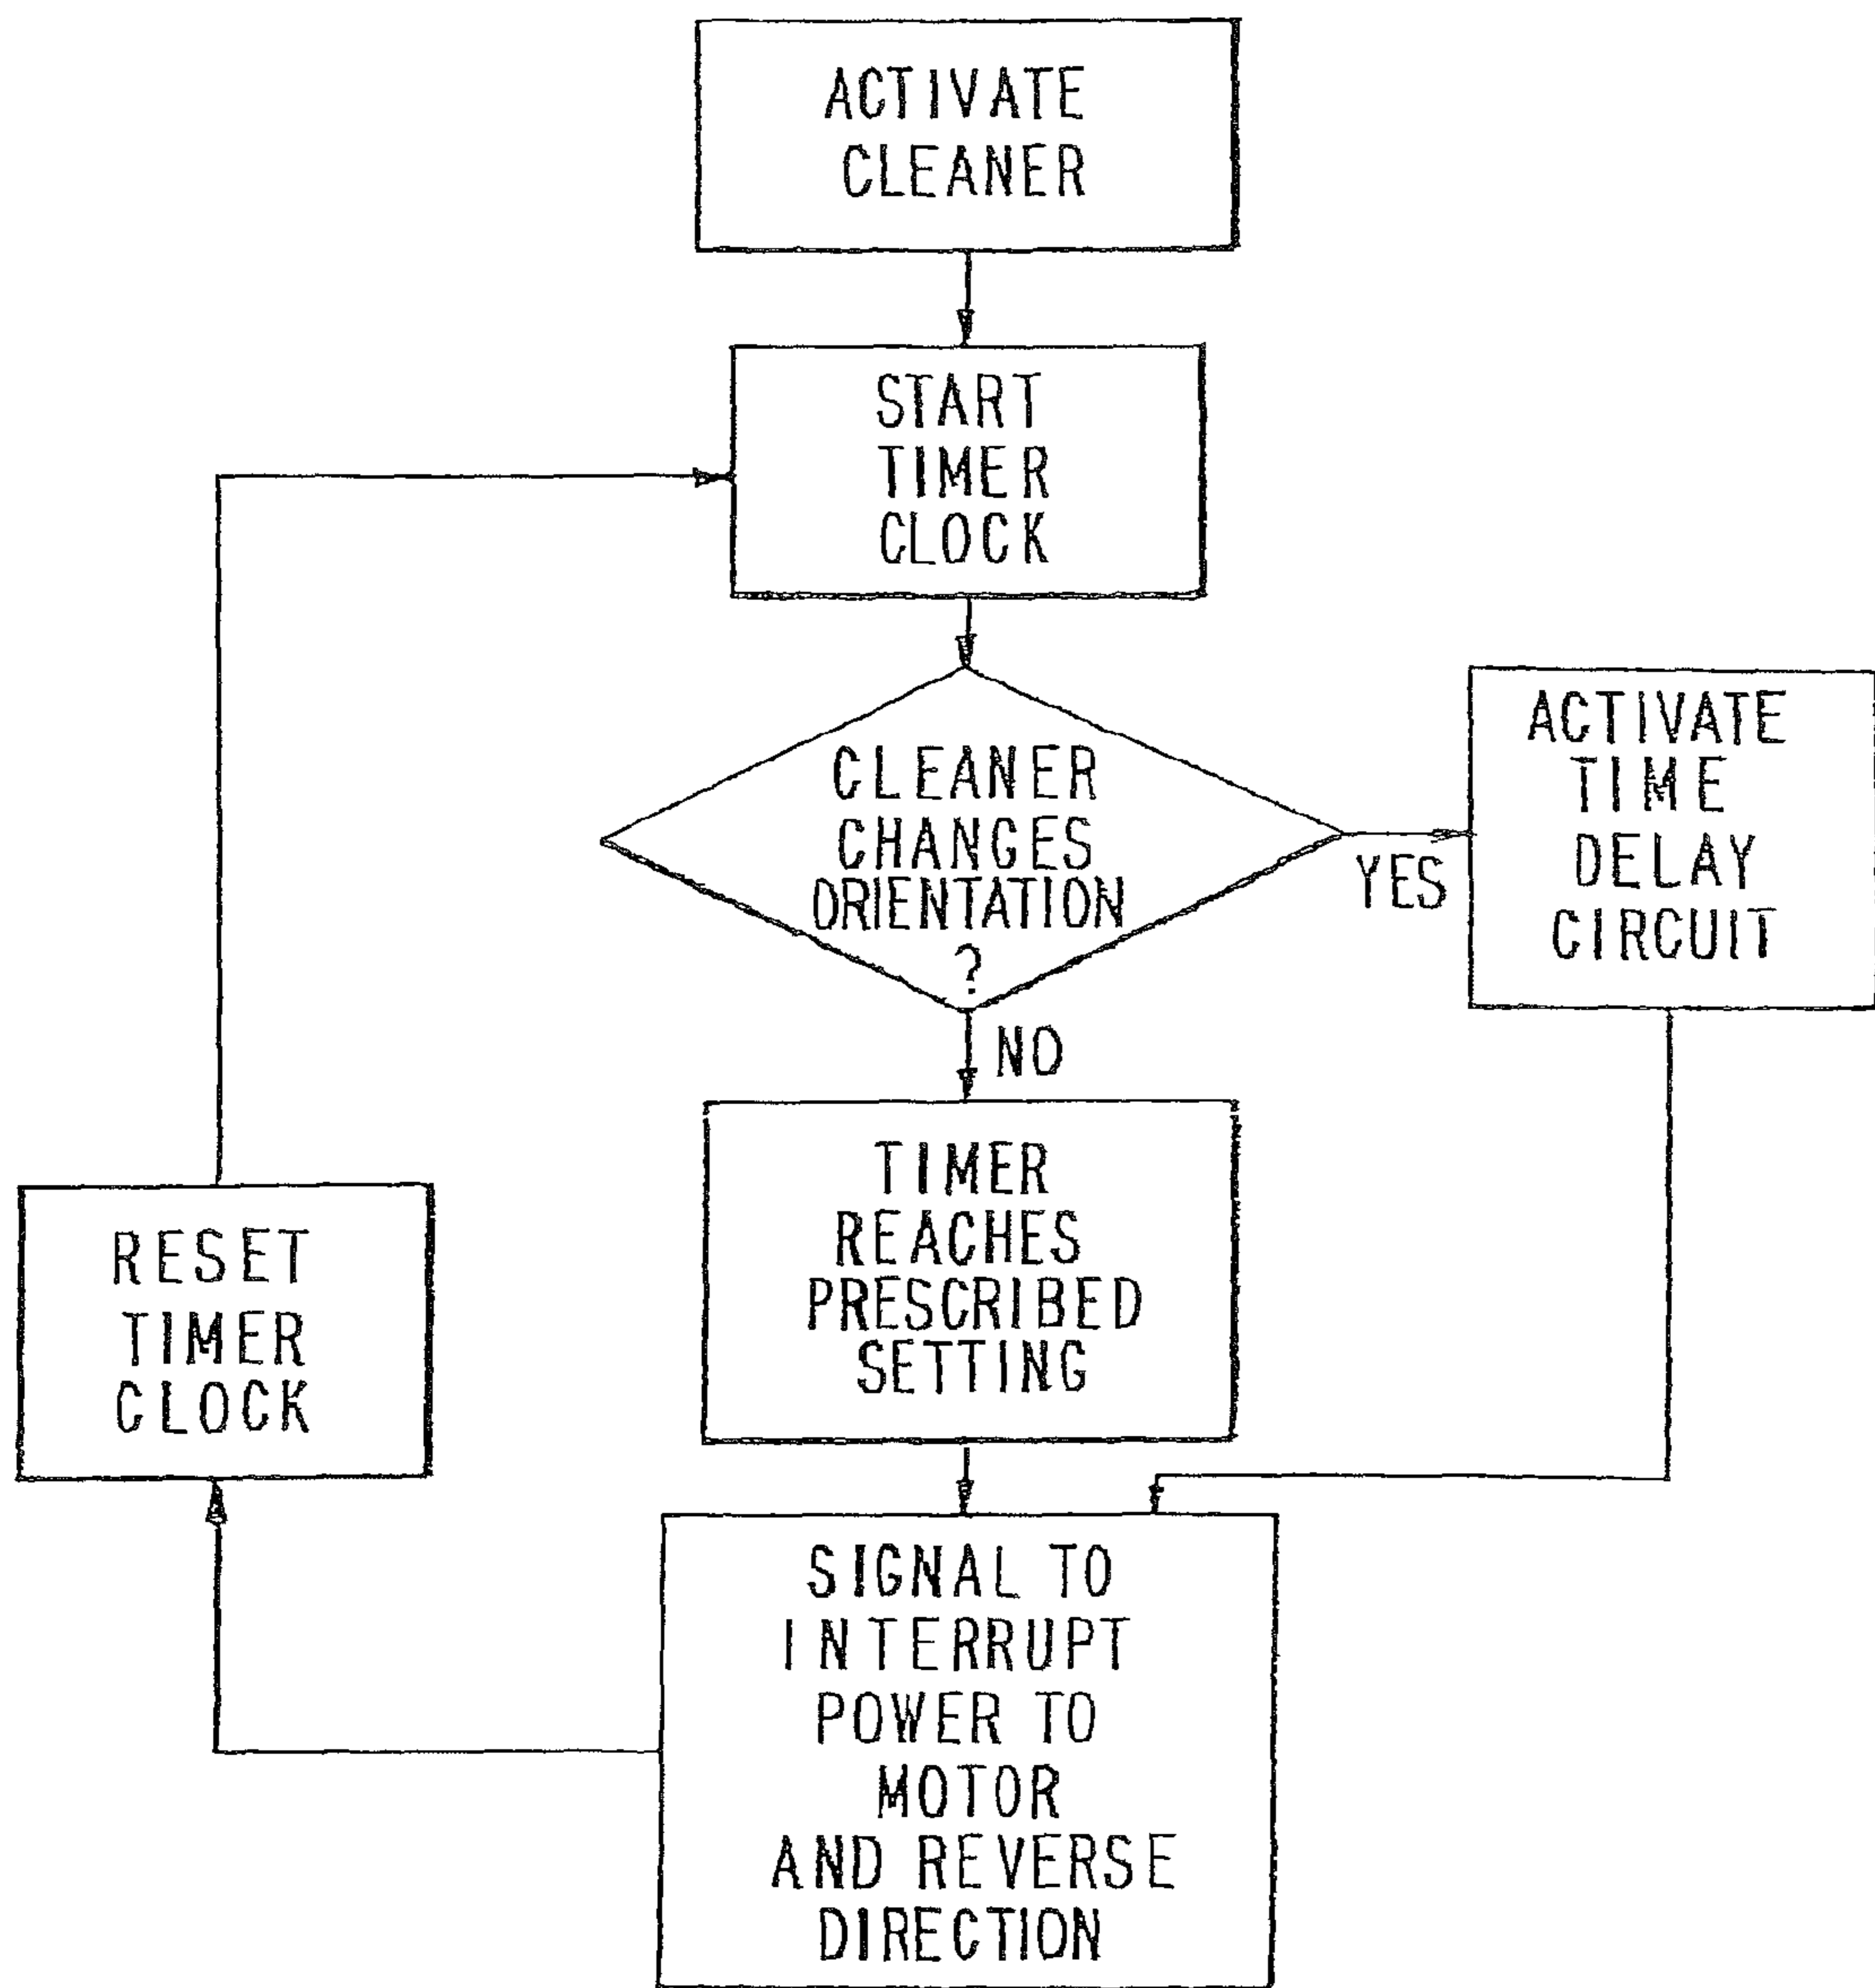 ACTIVATE
CLEANER
START
TIMER
CLOCK
CLEANER
CHANGES
ORIENTATION
?
YES
ACTIVATE
TIME
DELAY
CIRCUIT
NO
TIMER
REACHES
PRESCRIBED
SETTING
RESET
TIMER
CLOCK
SIGNAL TO
INTERRUPT
POWER TO
MOTOR
AND REVERSE
DIRECTION